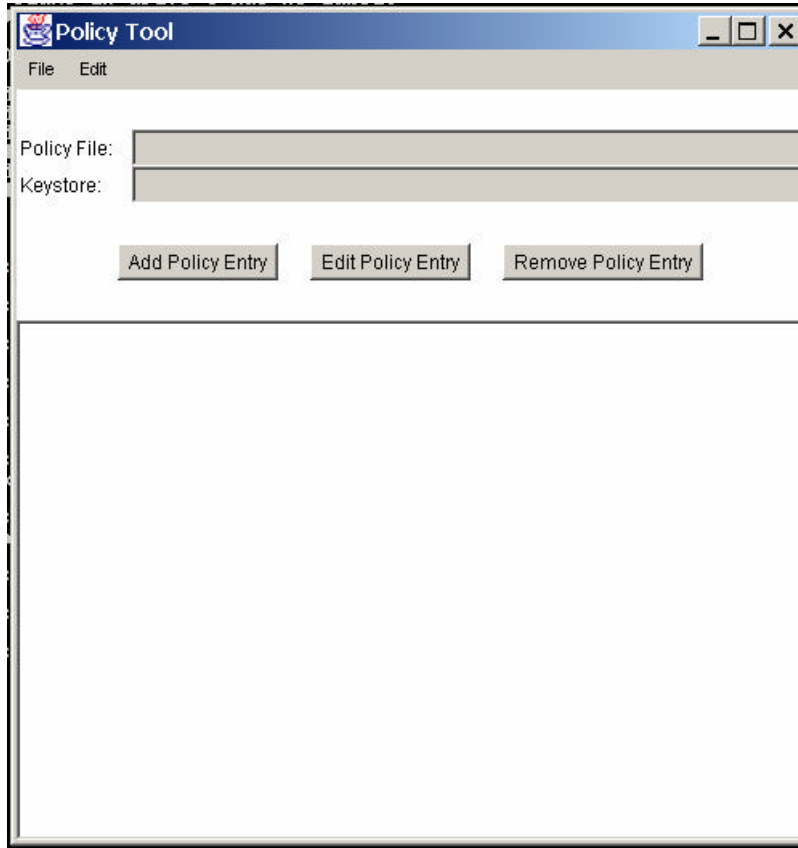 Policy Tool
File Edit
Policy File:
Keystore:
Add Policy Entry Edit Policy Entry Remove Policy Entry